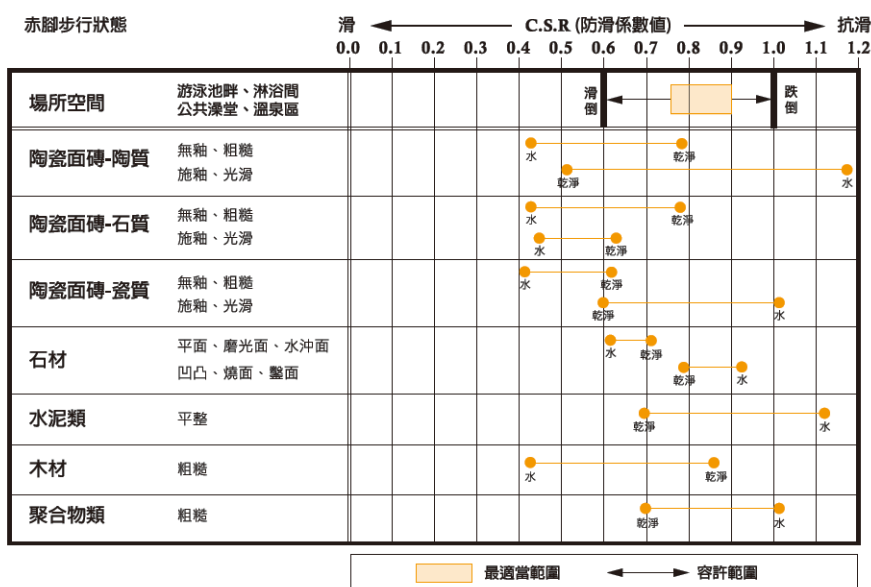 赤腳步行狀態
滑 C.S.R (防滑係數值) 抗滑
0.0 0.1 0.2 0.3 0.4 0.5 0.6 0.7 0.8 0.9 1.0 1.1 1.2
場所空間 游泳池畔、淋浴間
公共澡堂、溫泉區
滑倒 跌倒
陶瓷面磚-陶質 無釉、粗糙
水 乾淨
施釉、光滑
乾淨 水
陶瓷面磚-石質 無釉、粗糙
水 乾淨
施釉、光滑
水 乾淨
陶瓷面磚-瓷質 無釉、粗糙
水 乾淨
施釉、光滑
乾淨 水
石材 平面、磨光面、水沖面
水 乾淨
凹凸、燒面、鑿面
乾淨 水
水泥類 平整
乾淨 水
木材 粗糙
水 乾淨
聚合物類 粗糙
乾淨 水
最適當範圍 容許範圍